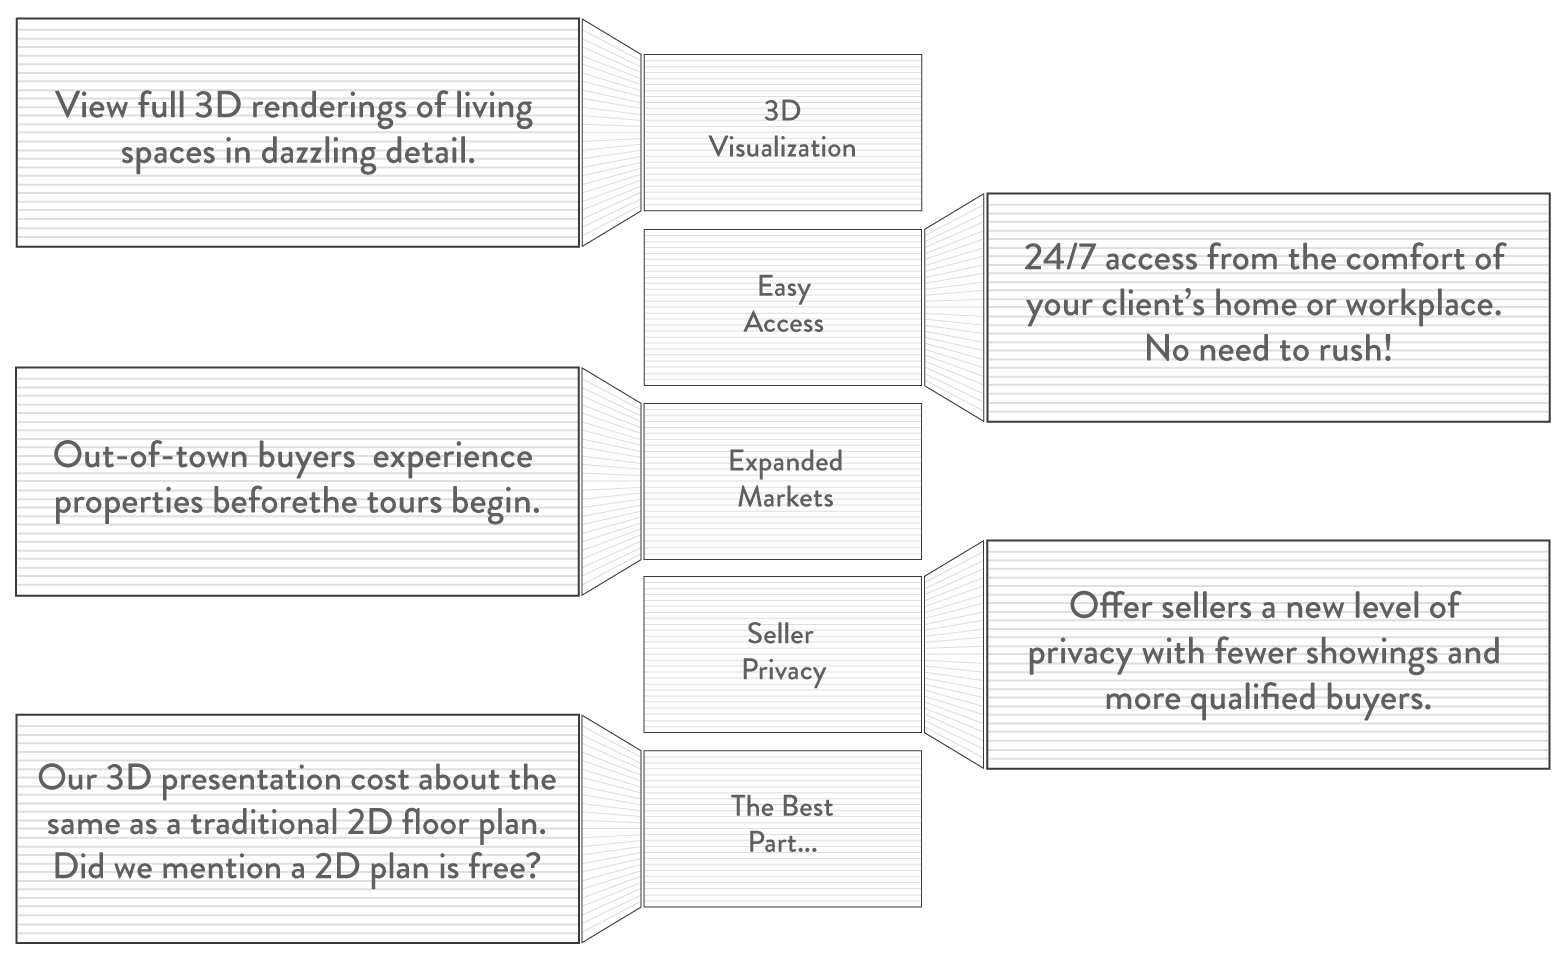 View full 3D renderings of living
spaces in dazzling detail.
3D
Visualization
Easy
Access
24/7 access from the comfort of
your client’s home or workplace.
No need to rush!
Out-of-town buyers  experience
properties beforethe tours begin.
Expanded
Markets
Seller
Privacy
Offer sellers a new level of
privacy with fewer showings and
more qualified buyers.
Our 3D presentation cost about the
same as a traditional 2D floor plan.
Did we mention a 2D plan is free?
The Best
Part...